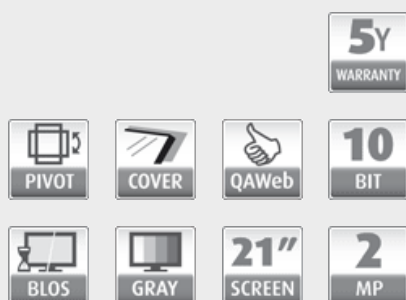 5Y
WARRANTY
PIVOT
COVER
QAWeb
10
BIT
BLOS
GRAY
21"
SCREEN
2
MP